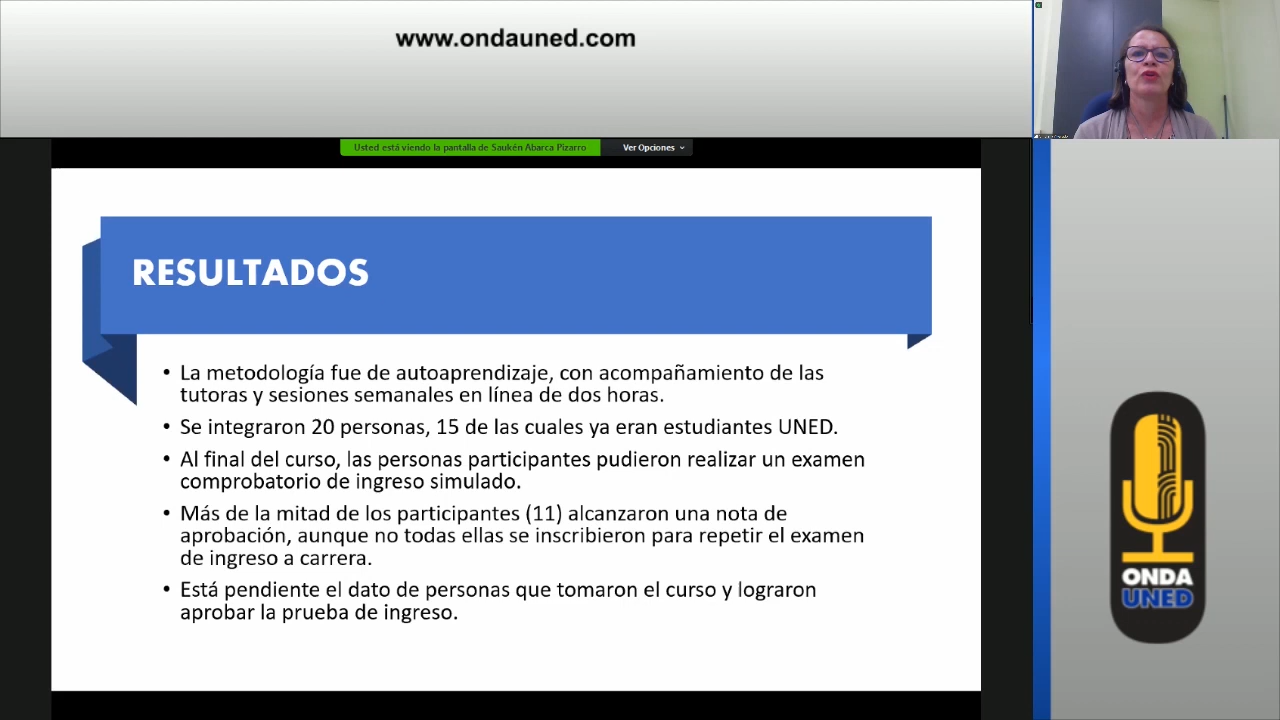 www.ondauned.com
Usted está viendo la pantalla de Saukén Abarca Pizarro
Ver Opciones
RESULTADOS
• La metodología fue de autoaprendizaje, con acompañamiento de las
tutoras y sesiones semanales en línea de dos horas.
• Se integraron 20 personas, 15 de las cuales ya eran estudiantes UNED.
• Al final del curso, las personas participantes pudieron realizar un examen
comprobatorio de ingreso simulado.
• Más de la mitad de los participantes (11) alcanzaron una nota de
aprobación, aunque no todas ellas se inscribieron para repetir el examen
de ingreso a carrera.
• Está pendiente el dato de personas que tomaron el curso y lograron
aprobar la prueba de ingreso.
ONDA
UNED